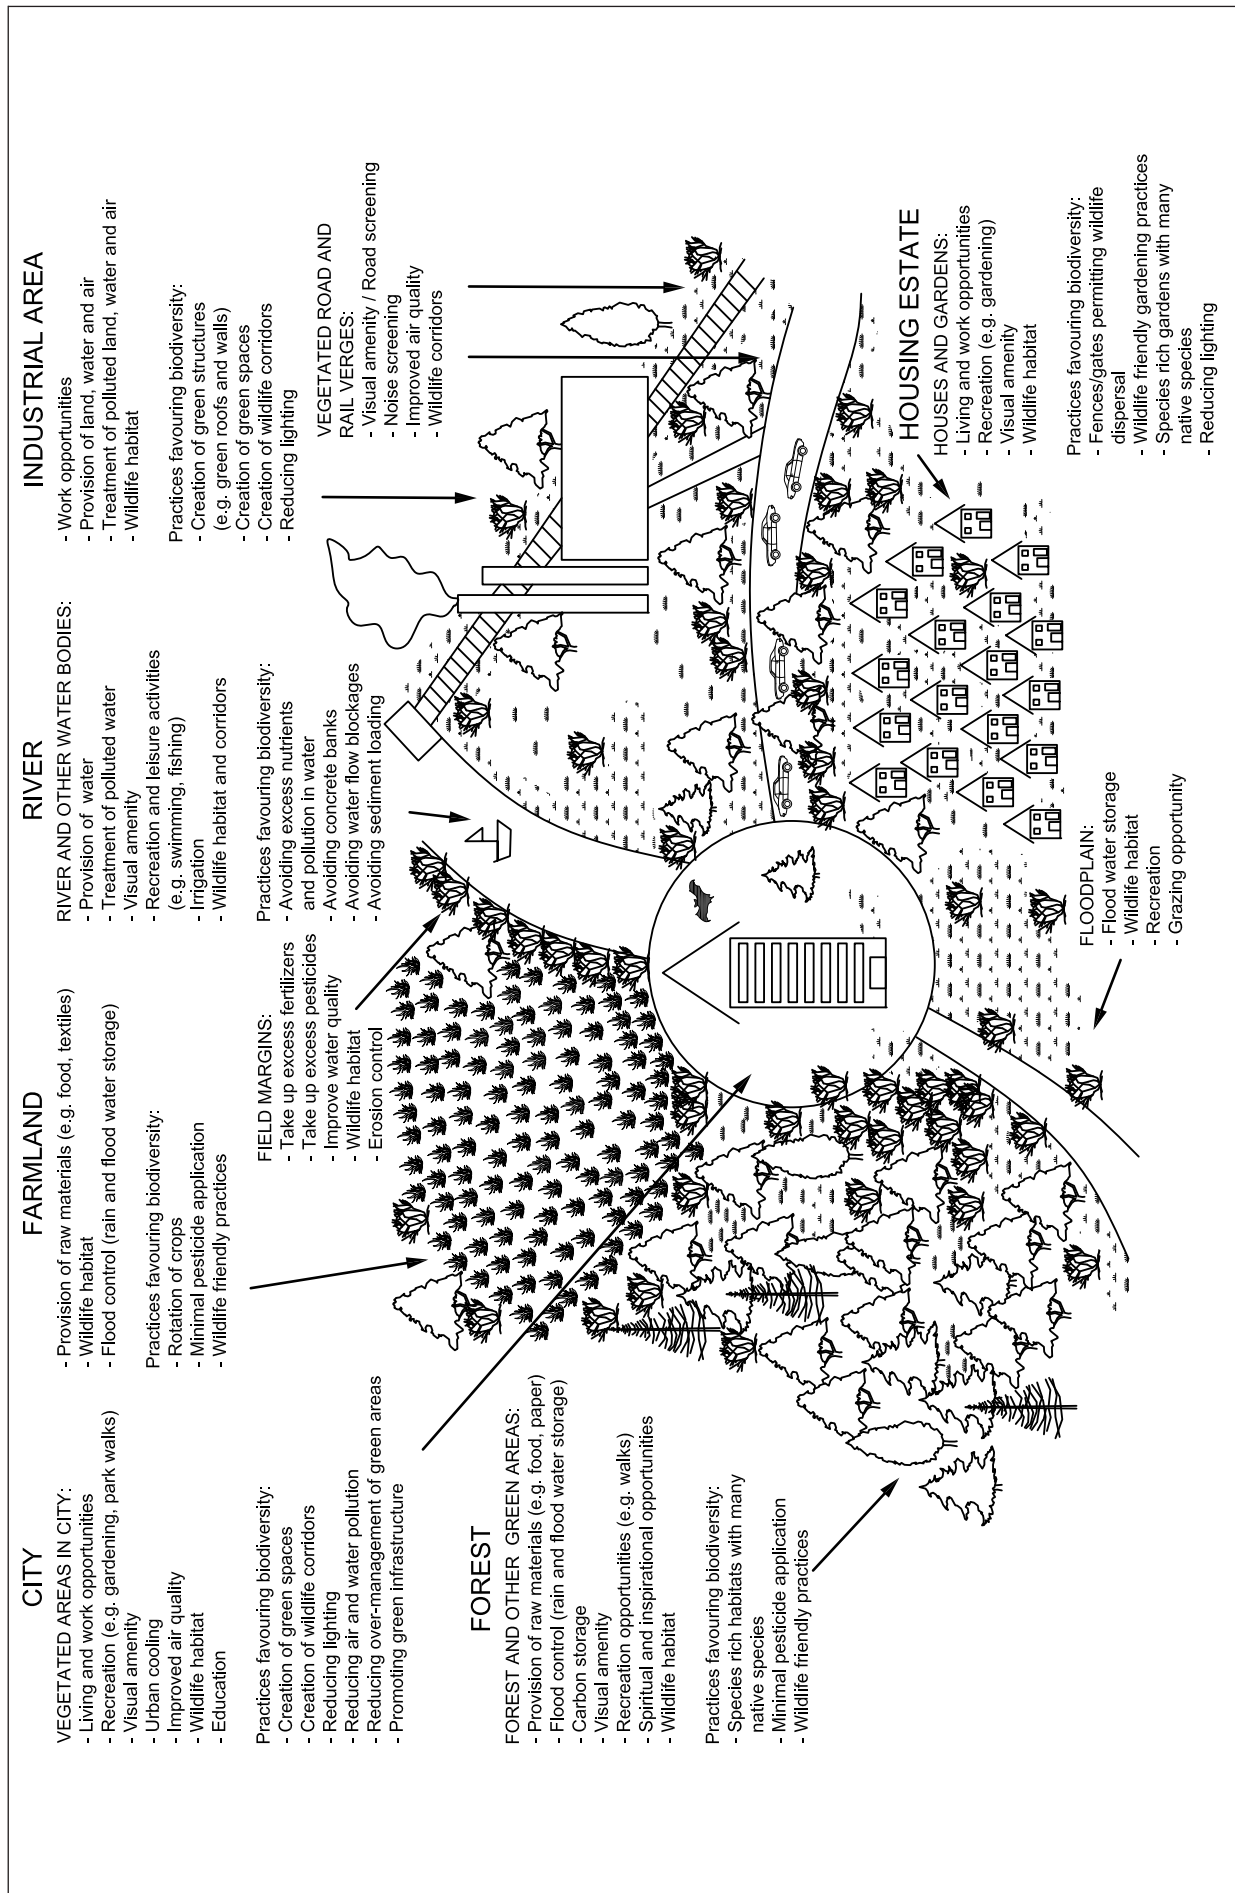 CITY
VEGETATED AREAS IN CITY:
- Living and work opportunities
- Recreation (e.g. gardening, park walks)
- Visual amenity
- Urban cooling
- Improved air quality
- Wildlife habitat
- Education
Practices favouring biodiversity:
- Creation of green spaces
- Creation of wildlife corridors
- Reducing lighting
- Reducing air and water pollution
- Reducing over-management of green areas
- Promoting green infrastructure
FARMLAND
- Provision of raw materials (e.g. food, textiles)
- Wildlife habitat
- Flood control (rain and flood water storage)
Practices favouring biodiversity:
- Rotation of crops
- Minimal pesticide application
- Wildlife friendly practices
FIELD MARGINS:
- Take up excess fertilizers
- Take up excess pesticides
- Improve water quality
- Wildlife habitat
- Erosion control
RIVER
RIVER AND OTHER WATER BODIES:
- Provision of water
- Treatment of polluted water
- Visual amenity
- Recreation and leisure activities
(e.g. swimming, fishing)
- Irrigation
- Wildlife habitat and corridors
Practices favouring biodiversity:
- Avoiding excess nutrients
and pollution in water
- Avoiding concrete banks
- Avoiding water flow blockages
- Avoiding sediment loading
INDUSTRIAL AREA
- Work opportunities
- Provision of land, water and air
- Treatment of polluted land, water and air
- Wildlife habitat
Practices favouring biodiversity:
- Creation of green structures
(e.g. green roofs and walls)
- Creation of green spaces
- Creation of wildlife corridors
- Reducing lighting
VEGETATED ROAD AND
RAIL VERGES:
- Visual amenity / Road screening
- Noise screening
- Improved air quality
- Wildlife corridors
FOREST
FOREST AND OTHER GREEN AREAS:
- Provision of raw materials (e.g. food, paper)
- Flood control (rain and flood water storage)
- Carbon storage
- Visual amenity
- Recreation opportunities (e.g. walks)
- Spiritual and inspirational opportunities
- Wildlife habitat
Practices favouring biodiversity:
- Species rich habitats with many
native species
- Minimal pesticide application
- Wildlife friendly practices
FLOODPLAIN:
- Flood water storage
- Wildlife habitat
- Recreation
- Grazing opportunity
HOUSING ESTATE
HOUSES AND GARDENS:
- Living and work opportunities
- Recreation (e.g. gardening)
- Visual amenity
- Wildlife habitat
Practices favouring biodiversity:
- Fences/gates permitting wildlife
dispersal
- Wildlife friendly gardening practices
- Species rich gardens with many
native species
- Reducing lighting